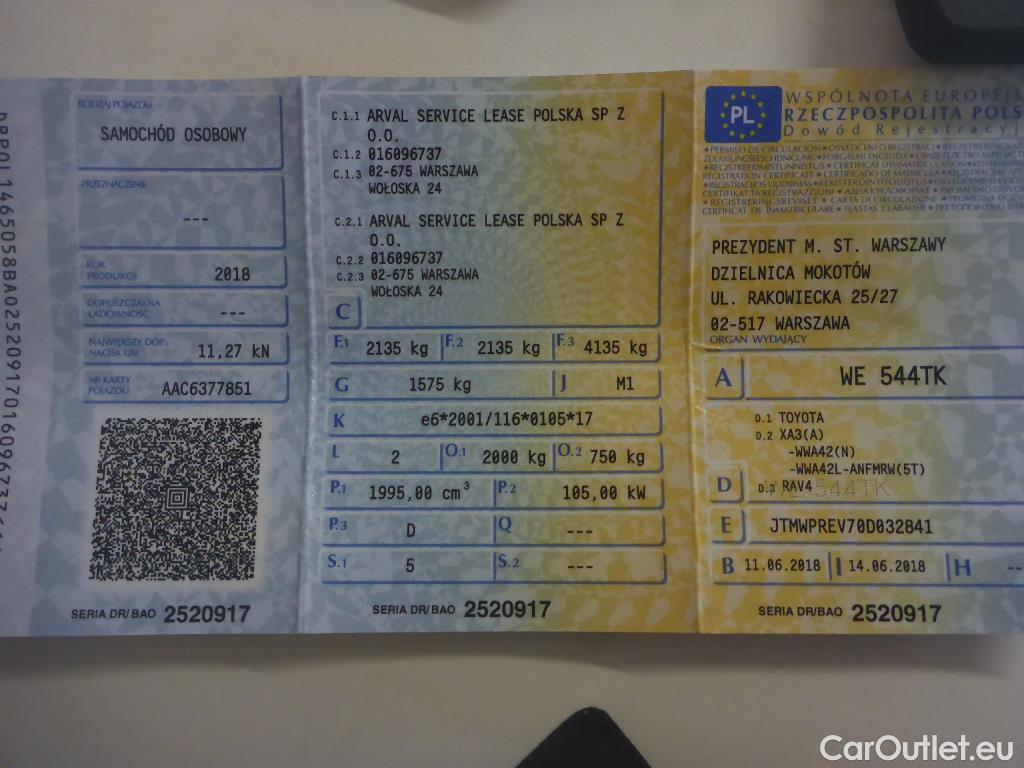 RODZAJ POJAZDU
SAMOCHÓD OSOBOWY
PRZEZNACZENIE
---
ROK
PRODUKCJI 2018
DOPUSZCZALNA
ŁADOWNOŚĆ ---
NAJWIĘKSZY DOP.
NACISK OSI 11,27 kN
NR KARTY
POJAZDU AAC6377851
SERIA DR/BAO 2520917
C.1.1 ARVAL SERVICE LEASE POLSKA SP Z
O.O.
C.1.2 016096737
C.1.3 02-675 WARSZAWA
WOŁOSKA 24
C.2.1 ARVAL SERVICE LEASE POLSKA SP Z
O.O.
C.2.2 016096737
C.2.3 02-675 WARSZAWA
WOŁOSKA 24
C
F.1 2135 kg F.2 2135 kg F.3 4135 kg
G 1575 kg J M1
K e6*2001/116*0105*17
L 2 O.1 2000 kg O.2 750 kg
P.1 1995,00 cm³ P.2 105,00 kW
P.3 D Q ---
S.1 5 S.2 ---
SERIA DR/BAO 2520917
PL
WSPÓLNOTA EUROPEJS
RZECZPOSPOLITA POLS
Dowód Rejestracyj
PREZYDENT M. ST. WARSZAWY
DZIELNICA MOKOTÓW
UL. RAKOWIECKA 25/27
02-517 WARSZAWA
ORGAN WYDAJĄCY
A WE 544TK
D.1 TOYOTA
D.2 XA3(A)
-WWA42(N)
-WWA42L-ANFMRW(5T)
D D.3 RAV4
WE 544TK
E JTMWPREV70D032841
B 11.06.2018 I 14.06.2018 H --
SERIA DR/BAO 2520917
CarOutlet.eu